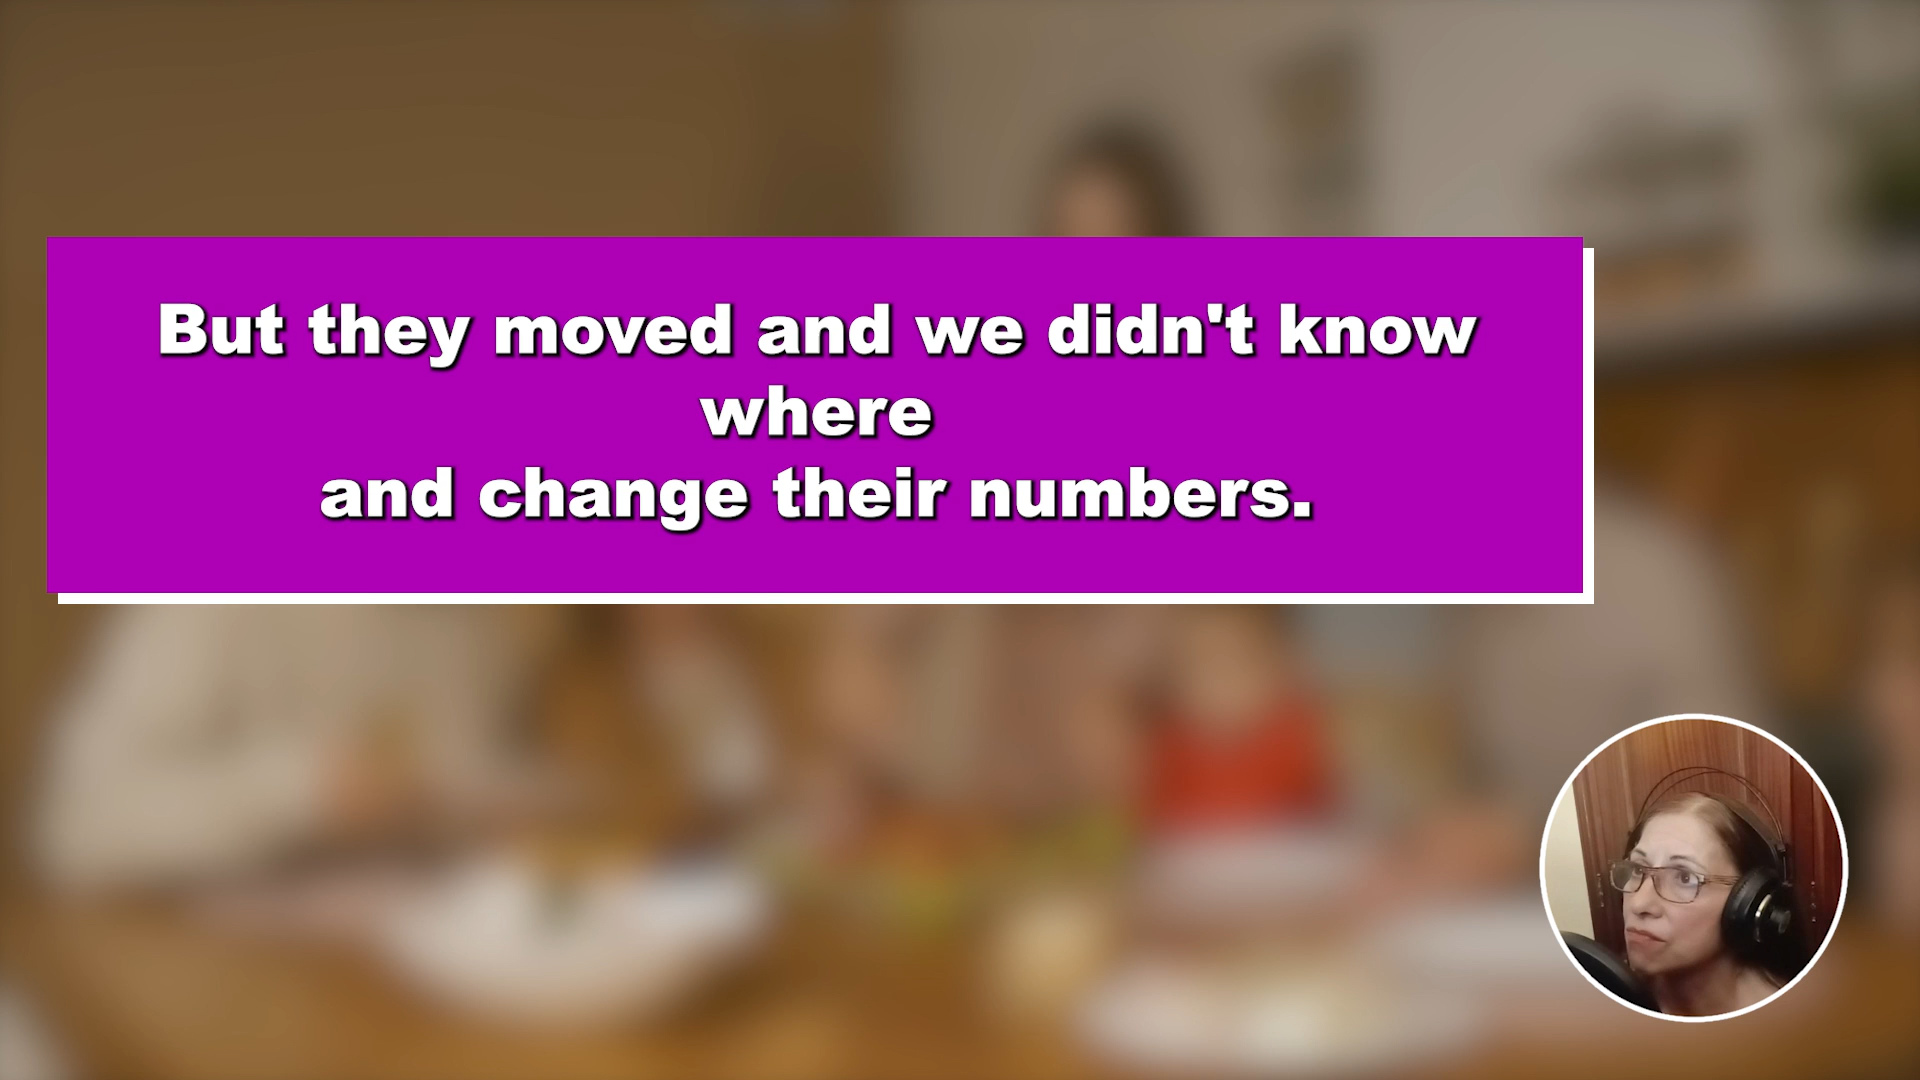 But they moved and we didn't know
where
and change their numbers.